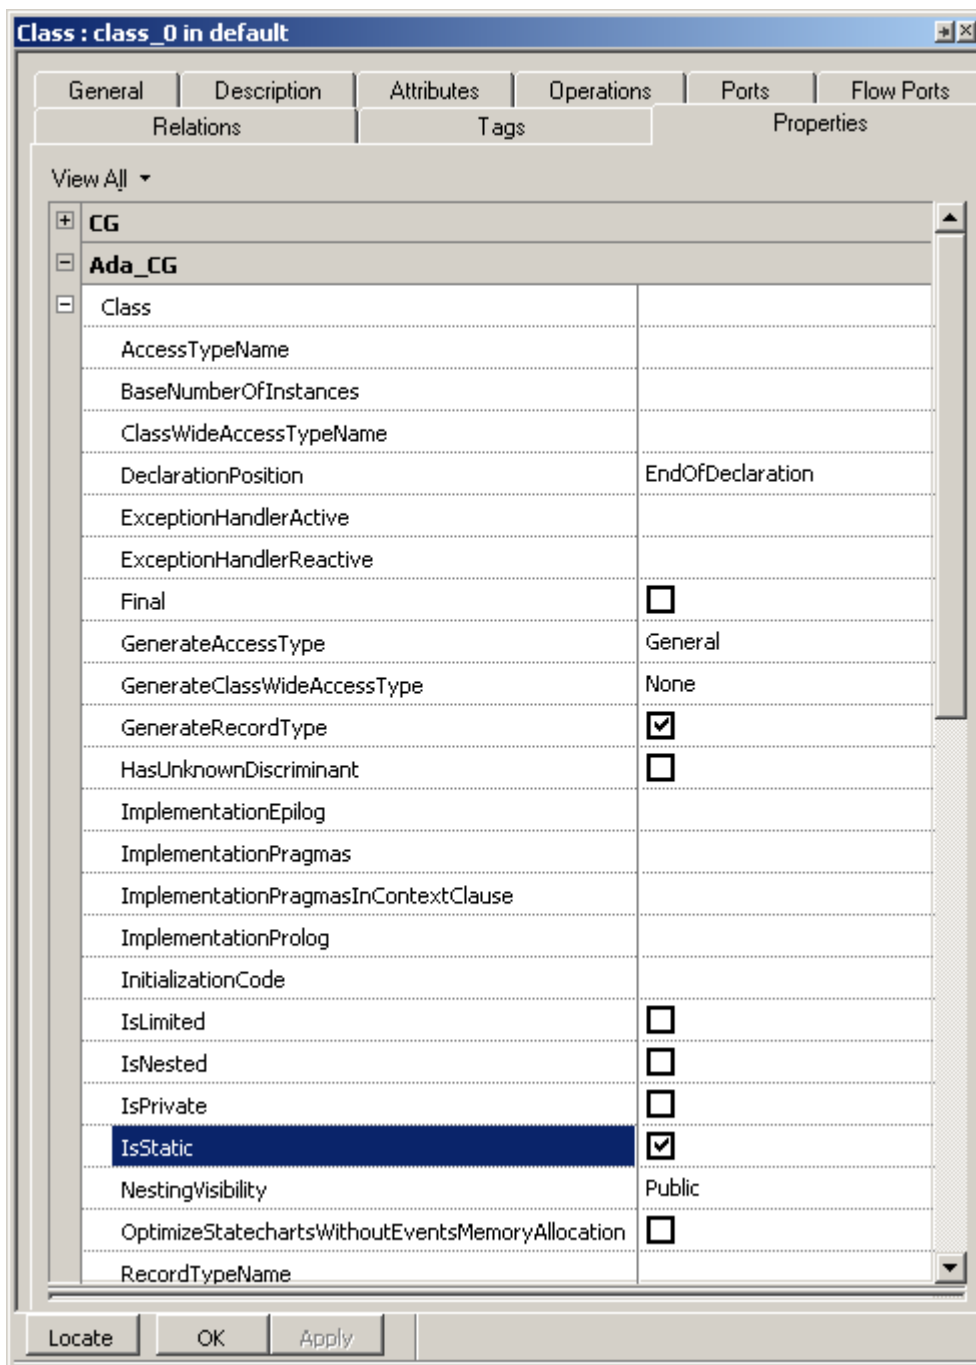 Class : class_0 in default
General Description Attributes Operations Ports Flow Ports
Relations Tags Properties
View All
CG
Ada_CG
Class
AccessTypeName
BaseNumberOfInstances
ClassWideAccessTypeName
DeclarationPosition EndOfDeclaration
ExceptionHandlerActive
ExceptionHandlerReactive
Final
GenerateAccessType General
GenerateClassWideAccessType None
GenerateRecordType
HasUnknownDiscriminant
ImplementationEpilog
ImplementationPragmas
ImplementationPragmasInContextClause
ImplementationProlog
InitializationCode
IsLimited
IsNested
IsPrivate
IsStatic
NestingVisibility Public
OptimizeStatechartsWithoutEventsMemoryAllocation
RecordTypeName
Locate OK Apply